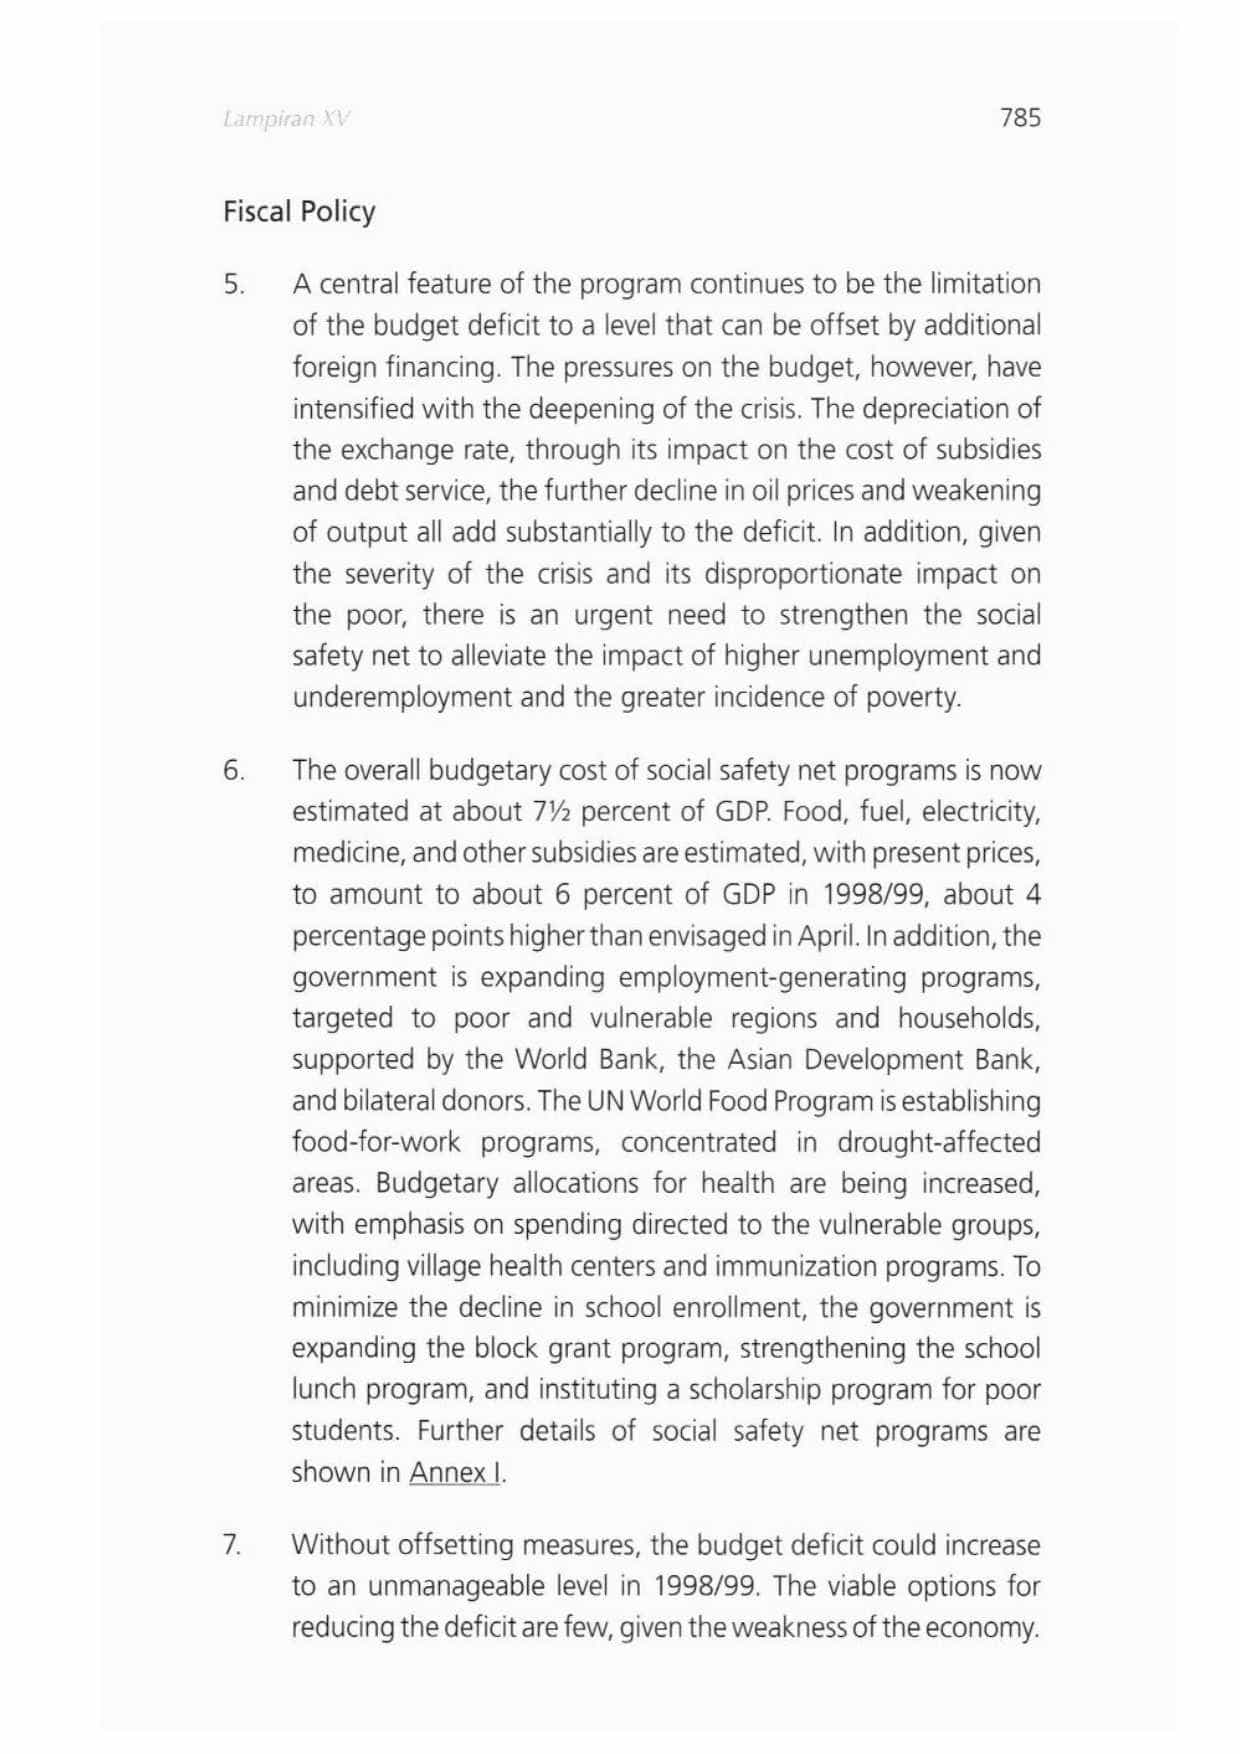 Lampiran XV
785
Fiscal Policy
5. A central feature of the program continues to be the limitation
of the budget deficit to a level that can be offset by additional
foreign financing. The pressures on the budget, however, have
intensified with the deepening of the crisis. The depreciation of
the exchange rate, through its impact on the cost of subsidies
and debt service, the further decline in oil prices and weakening
of output all add substantially to the deficit. In addition, given
the severity of the crisis and its disproportionate impact on
the poor, there is an urgent need to strengthen the social
safety net to alleviate the impact of higher unemployment and
underemployment and the greater incidence of poverty.
6. The overall budgetary cost of social safety net programs is now
estimated at about 7½ percent of GDP. Food, fuel, electricity,
medicine, and other subsidies are estimated, with present prices,
to amount to about 6 percent of GDP in 1998/99, about 4
percentage points higher than envisaged in April. In addition, the
government is expanding employment-generating programs,
targeted to poor and vulnerable regions and households,
supported by the World Bank, the Asian Development Bank,
and bilateral donors. The UN World Food Program is establishing
food-for-work programs, concentrated in drought-affected
areas. Budgetary allocations for health are being increased,
with emphasis on spending directed to the vulnerable groups,
including village health centers and immunization programs. To
minimize the decline in school enrollment, the government is
expanding the block grant program, strengthening the school
lunch program, and instituting a scholarship program for poor
students. Further details of social safety net programs are
shown in Annex I.
7. Without offsetting measures, the budget deficit could increase
to an unmanageable level in 1998/99. The viable options for
reducing the deficit are few, given the weakness of the economy.